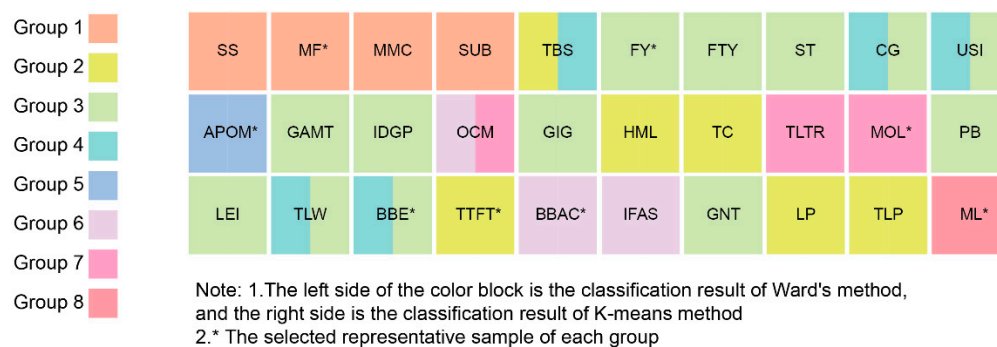 Group 1
Group 2
Group 3
Group 4
Group 5
Group 6
Group 7
Group 8
SS MF* MMC SUB TBS FY* FTY ST CG USI
APOM* GAMT IDGP OCM GIG HML TC TLTR MOL* PB
LEI TLW BBE* TTFT* BBAC* IFAS GNT LP TLP ML*
Note: 1.The left side of the color block is the classification result of Ward's method,
and the right side is the classification result of K-means method
2.* The selected representative sample of each group